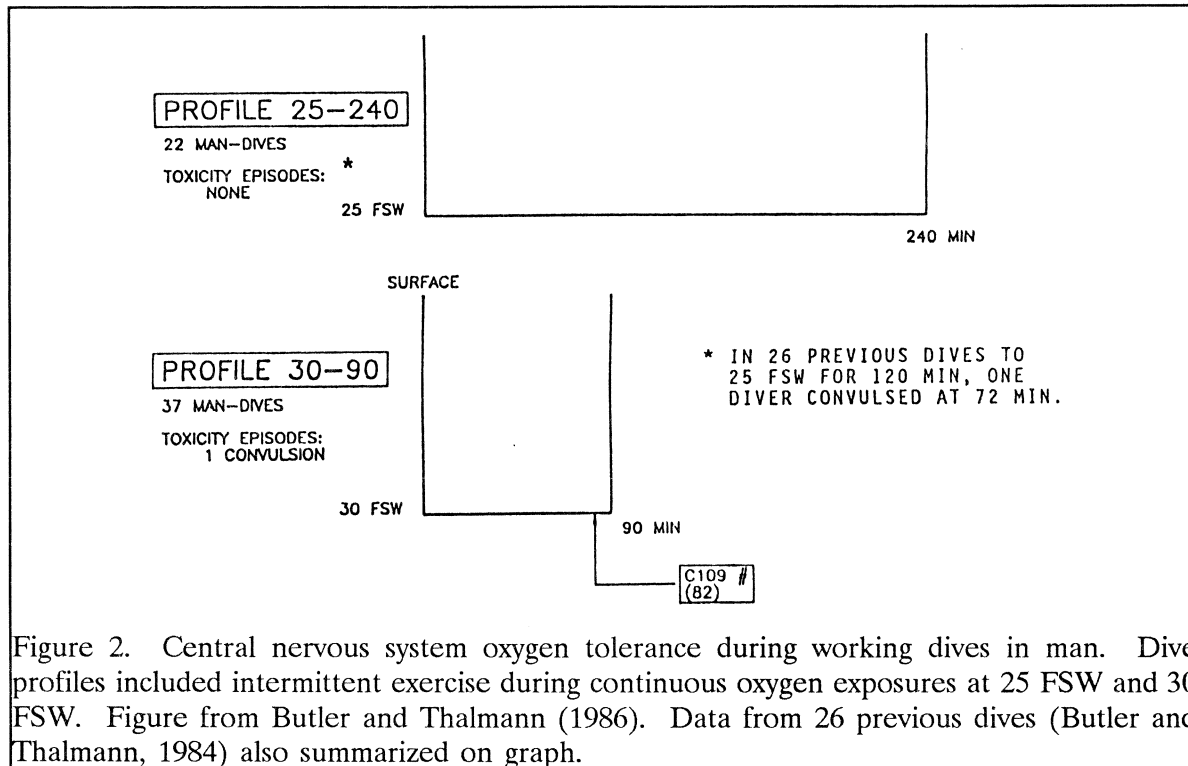 PROFILE 25-240
22 MAN-DIVES
TOXICITY EPISODES: *
NONE
25 FSW
240 MIN
SURFACE
PROFILE 30-90
37 MAN-DIVES
TOXICITY EPISODES:
1 CONVULSION
30 FSW
90 MIN
C109 #
(82)
* IN 26 PREVIOUS DIVES TO
25 FSW FOR 120 MIN, ONE
DIVER CONVULSED AT 72 MIN.
Figure 2. Central nervous system oxygen tolerance during working dives in man. Dive
profiles included intermittent exercise during continuous oxygen exposures at 25 FSW and 30
FSW. Figure from Butler and Thalmann (1986). Data from 26 previous dives (Butler and
Thalmann, 1984) also summarized on graph.